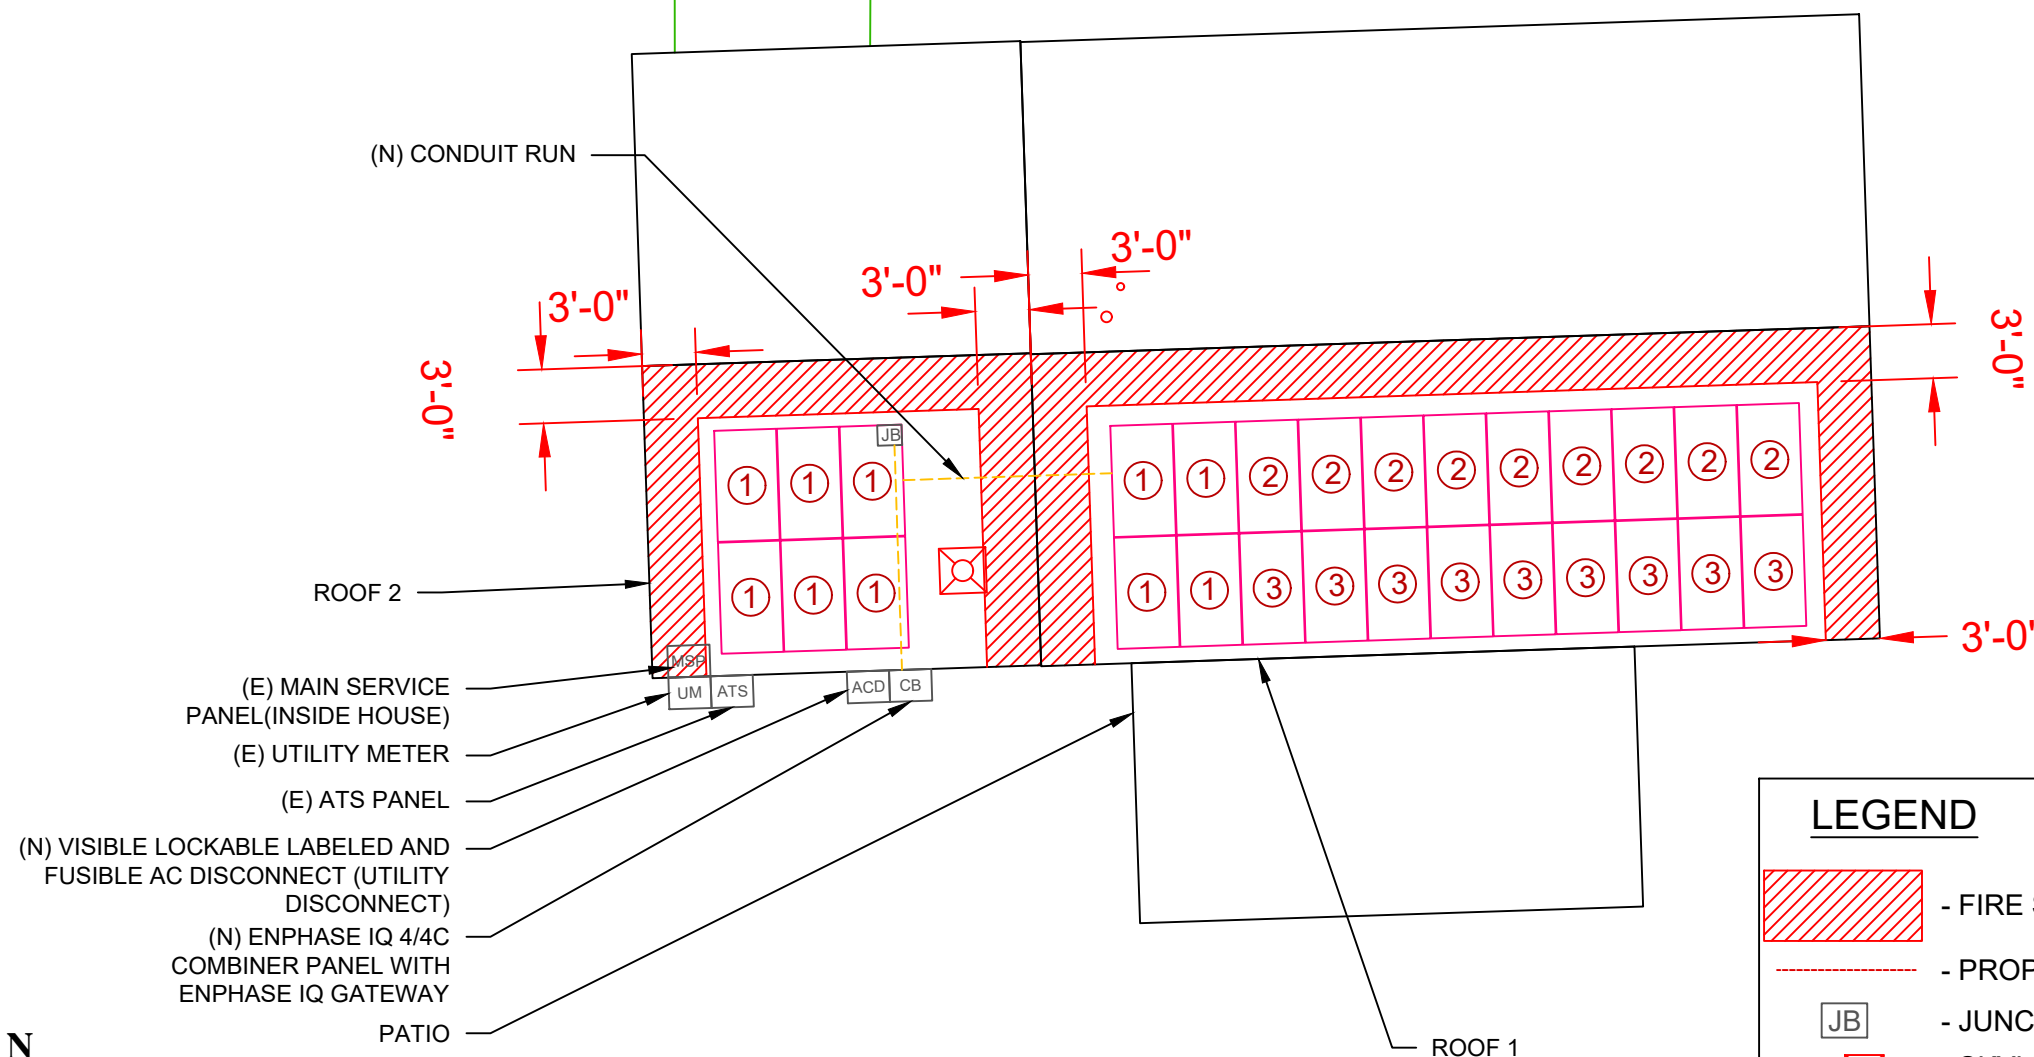 (N) CONDUIT RUN
3'-0"
3'-0"
3'-0"
3'-0"
3'-0"
JB
1 1 1
1 1 1
1 1 2 2 2 2 2 2 2 2 2
1 1 3 3 3 3 3 3 3 3 3
ROOF 2
3'-0"
MSP
UM ATS
ACD CB
(E) MAIN SERVICE
PANEL(INSIDE HOUSE)
(E) UTILITY METER
(E) ATS PANEL
(N) VISIBLE LOCKABLE LABELED AND
FUSIBLE AC DISCONNECT (UTILITY
DISCONNECT)
(N) ENPHASE IQ 4/4C
COMBINER PANEL WITH
ENPHASE IQ GATEWAY
PATIO
ROOF 1
N
LEGEND
- FIRE
- PROP
JB - JUNC